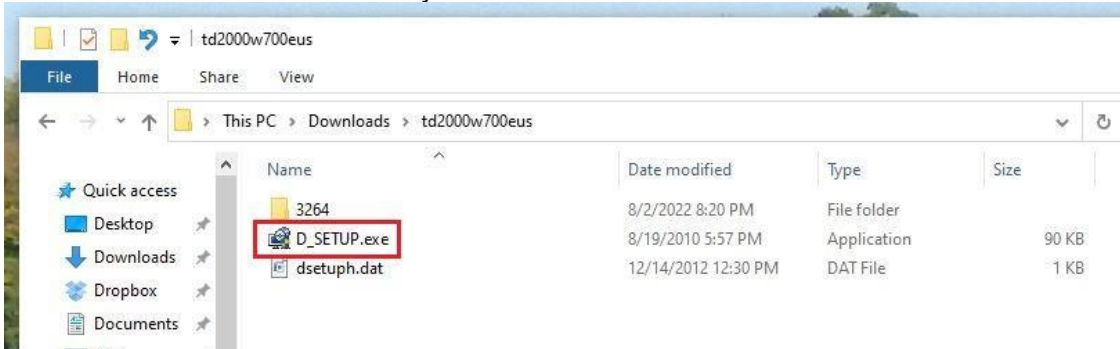 td2000w700eus
File Home Share View
This PC > Downloads > td2000w700eus
Name Date modified Type Size
Quick access
Desktop
Downloads
Dropbox
Documents
3264 8/2/2022 8:20 PM File folder
D_SETUP.exe 8/19/2010 5:57 PM Application 90 KB
dsetuph.dat 12/14/2012 12:30 PM DAT File 1 KB